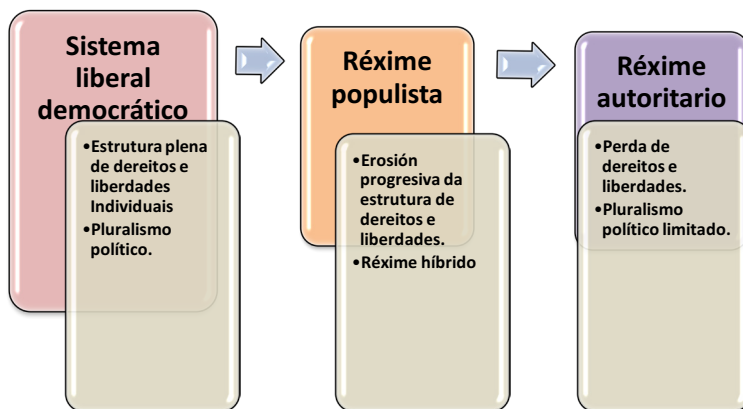 Sistema
liberal
democrático
•Estrutura plena
de dereitos e
liberdades
Individuais
•Pluralismo
político.
Réxime
populista
•Erosión
progresiva da
estrutura de
dereitos e
liberdades.
•Réxime híbrido
Réxime
autoritario
•Perda de
dereitos e
liberdades.
•Pluralismo
político limitado.